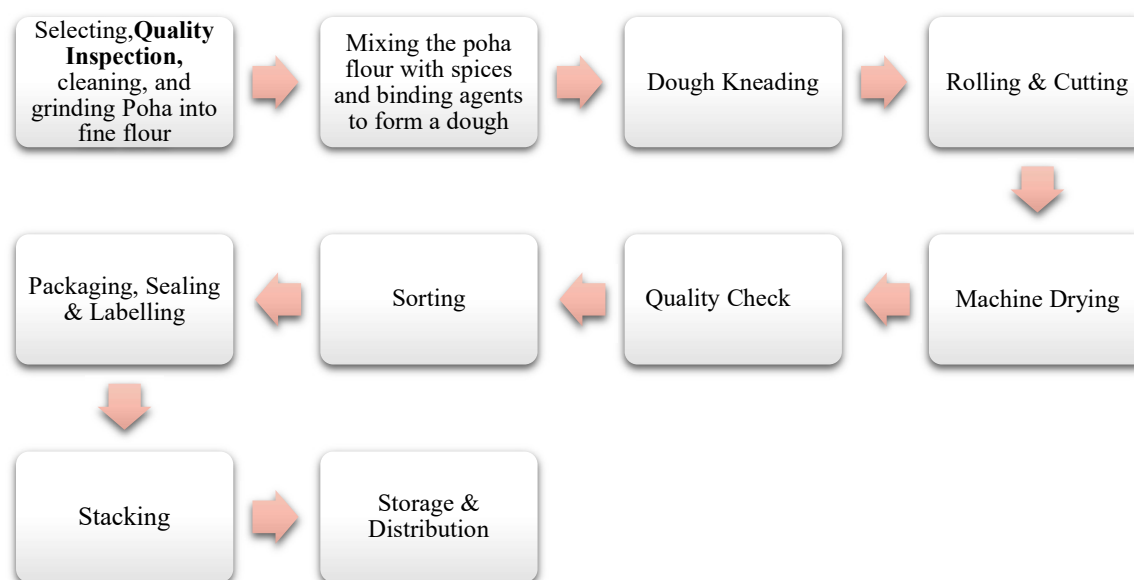 Selecting,Quality
Inspection,
cleaning, and
grinding Poha into
fine flour
Mixing the poha
flour with spices
and binding agents
to form a dough
Dough Kneading
Rolling & Cutting
Machine Drying
Quality Check
Sorting
Packaging, Sealing
& Labelling
Stacking
Storage &
Distribution